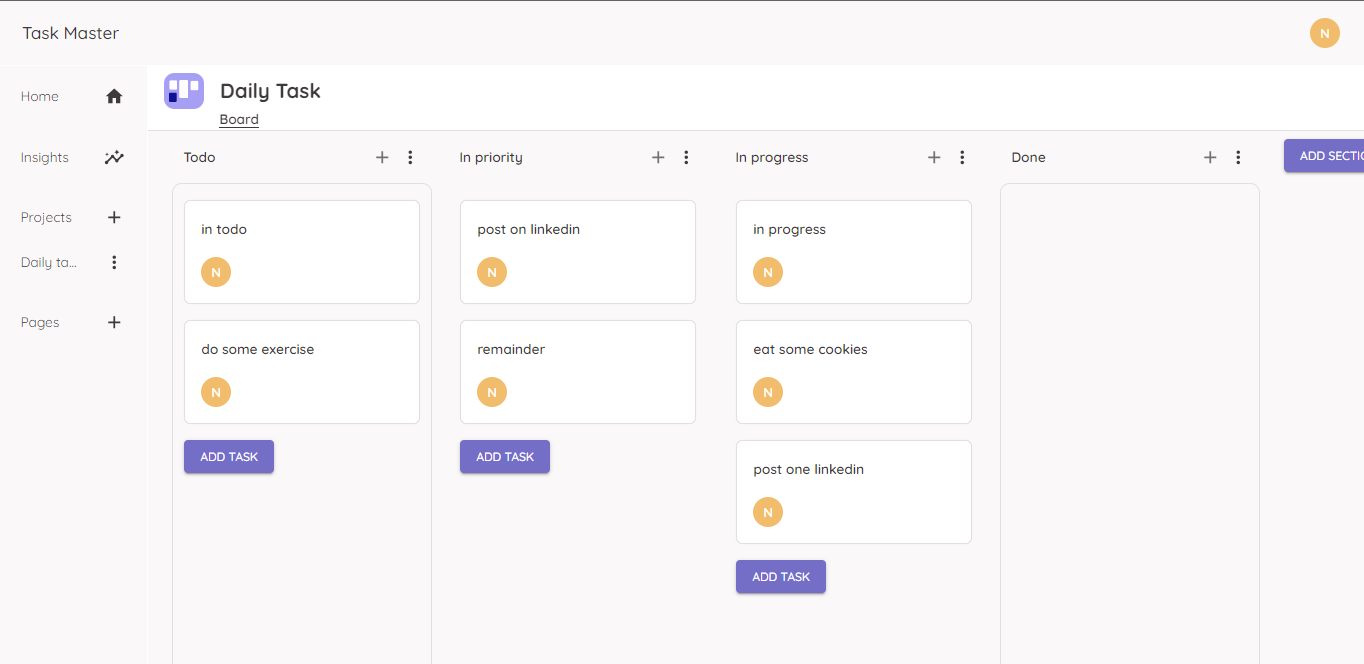 Task Master
N
Home
Insights
Projects
Daily ta...
Pages
Daily Task
Board
Todo
in todo
N
do some exercise
N
ADD TASK
In priority
post on linkedin
N
remainder
N
ADD TASK
In progress
in progress
N
eat some cookies
N
post one linkedin
N
ADD TASK
Done
ADD SECTIO